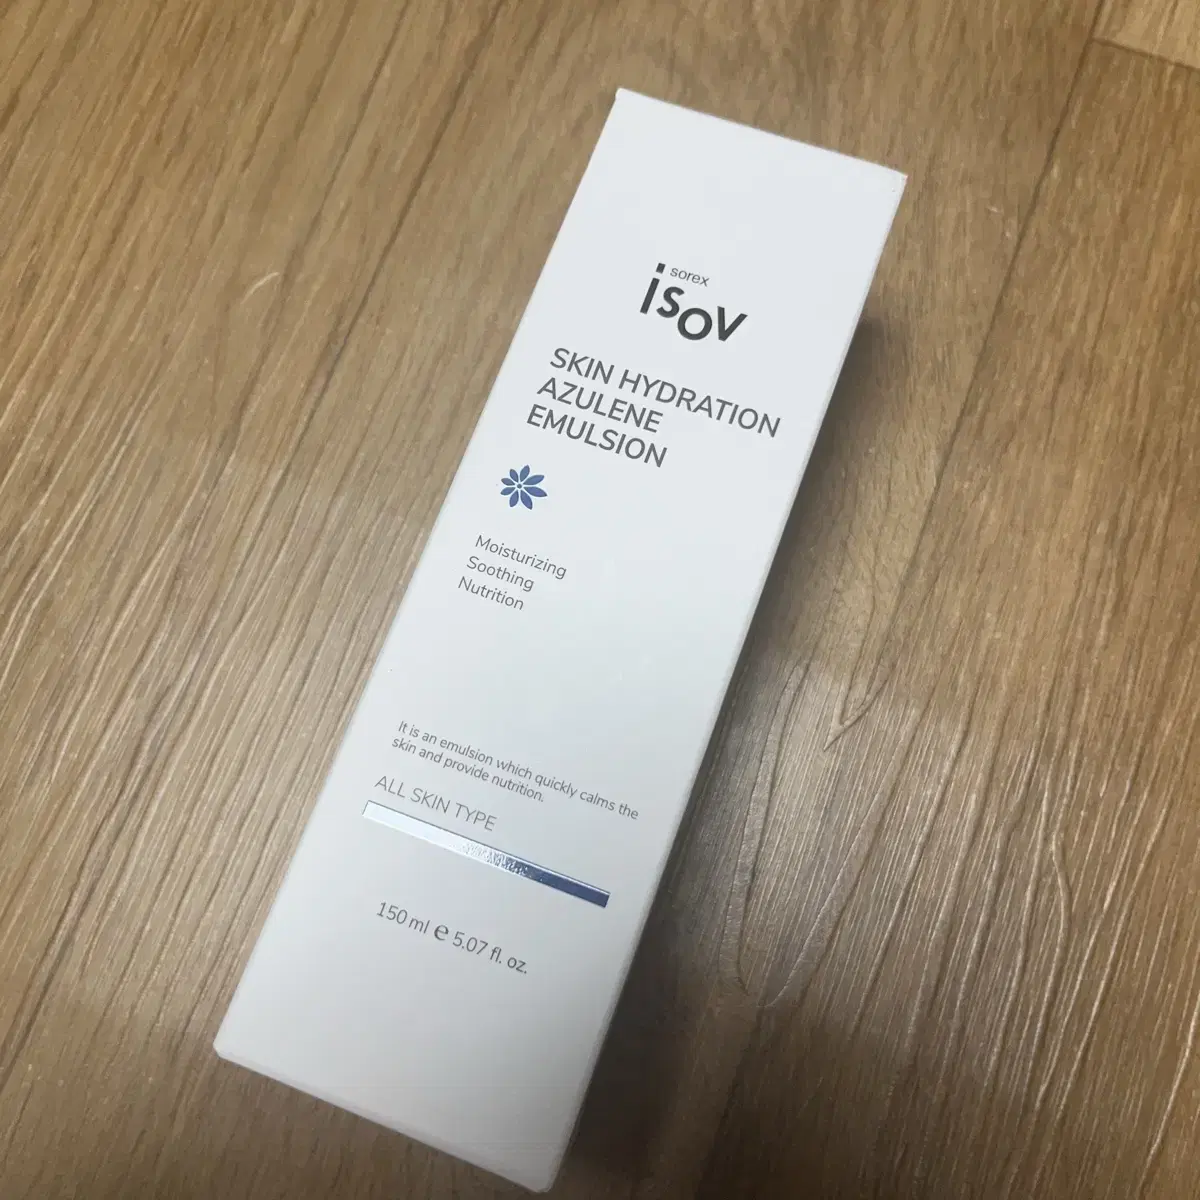 sorex
isov
SKIN HYDRATION
AZULENE
EMULSION
Moisturizing
Soothing
Nutrition
It is an emulsion which quickly calms the
skin and provide nutrition.
ALL SKIN TYPE
150 ml ℮ 5.07 fl. oz.